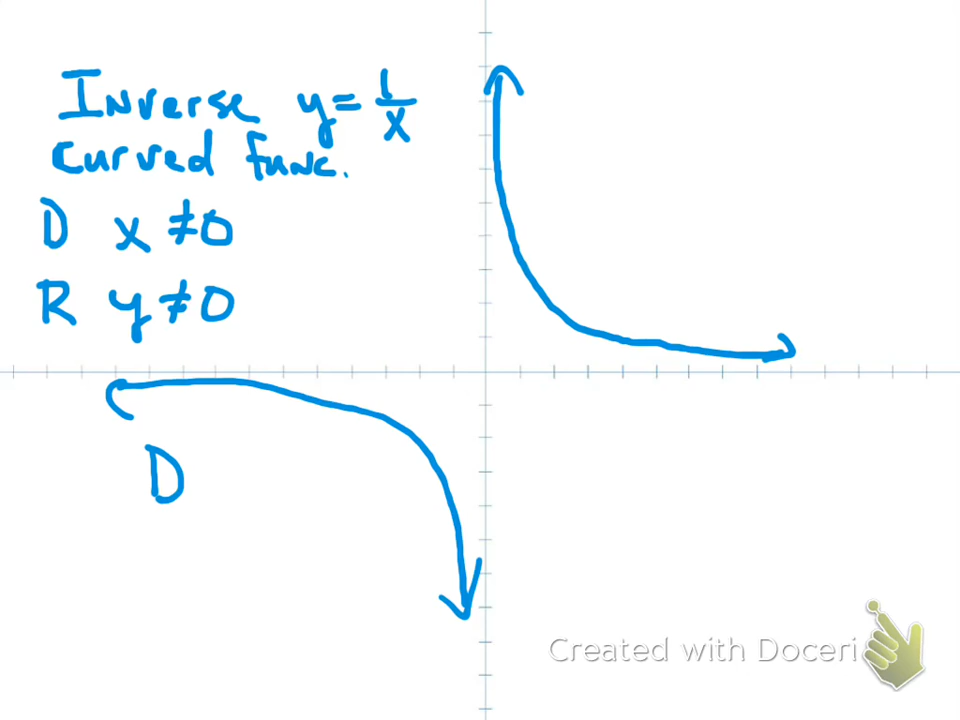 Inverse y = 1/x
Curved func.
D x ≠ 0
R y ≠ 0
D
Created with Doceri